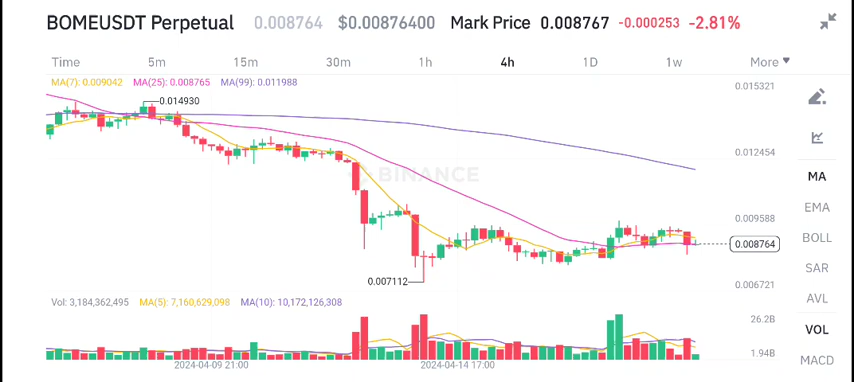 BOMEUSDT Perpetual 0.008764 $0.00876400 Mark Price 0.008767 -0.000253 -2.81%
Time 5m 15m 30m 1h 4h 1D 1w More
MA(7): 0.009042 MA(25): 0.008765 MA(99): 0.011988
0.015321
0.014930
0.012454
BINANCE
MA
EMA
0.009588
BOLL
0.008764
SAR
0.007112
0.006721
AVL
Vol: 3,184,362,495 MA(5): 7,160,629,098 MA(10): 10,172,126,308
26.2B
VOL
1.94B
MACD
2024-04-09 21:00 2024-04-14 17:00